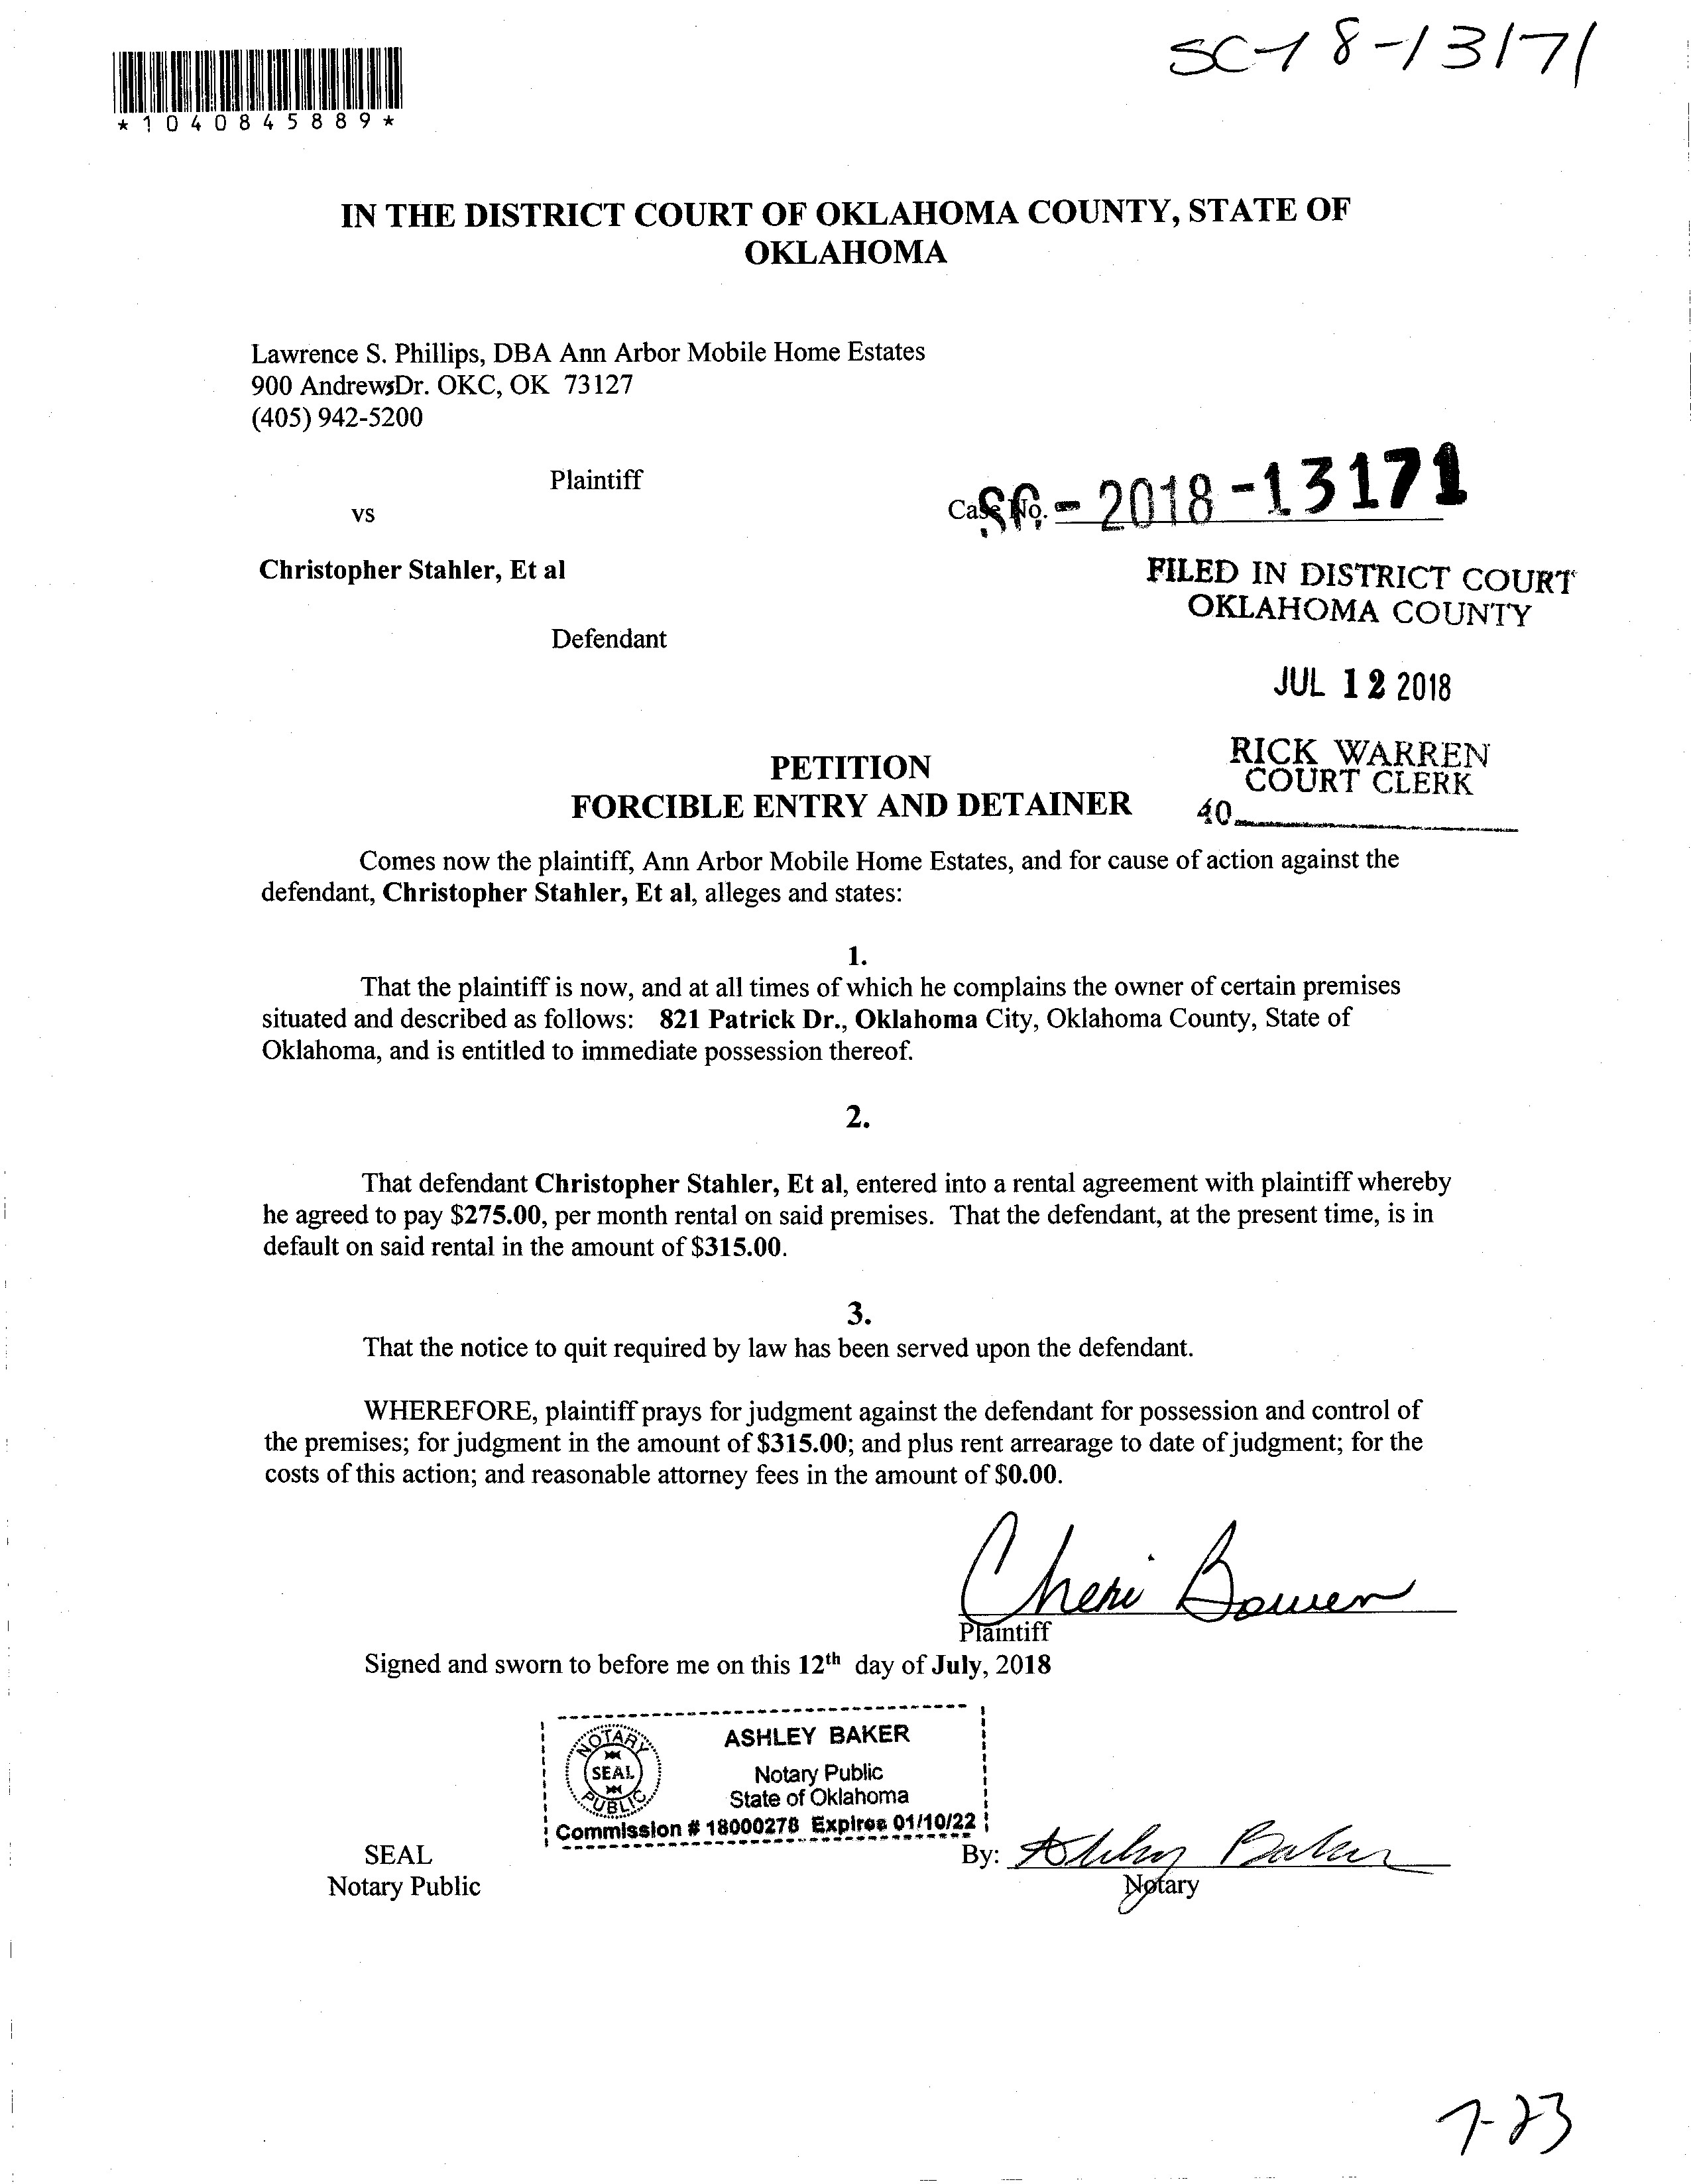 SC-18-13171
*1040845889*
IN THE DISTRICT COURT OF OKLAHOMA COUNTY, STATE OF
OKLAHOMA
Lawrence S. Phillips, DBA Ann Arbor Mobile Home Estates
900 AndrewsDr. OKC, OK 73127
(405) 942-5200
Plaintiff
vs
Case No. SC - 2018 - 13171
Christopher Stahler, Et al
FILED IN DISTRICT COURT
OKLAHOMA COUNTY
Defendant
JUL 12 2018
RICK WARREN
COURT CLERK
40
PETITION
FORCIBLE ENTRY AND DETAINER
Comes now the plaintiff, Ann Arbor Mobile Home Estates, and for cause of action against the
defendant, Christopher Stahler, Et al, alleges and states:
1.
That the plaintiff is now, and at all times of which he complains the owner of certain premises
situated and described as follows: 821 Patrick Dr., Oklahoma City, Oklahoma County, State of
Oklahoma, and is entitled to immediate possession thereof.
2.
That defendant Christopher Stahler, Et al, entered into a rental agreement with plaintiff whereby
he agreed to pay $275.00, per month rental on said premises. That the defendant, at the present time, is in
default on said rental in the amount of $315.00.
3.
That the notice to quit required by law has been served upon the defendant.
WHEREFORE, plaintiff prays for judgment against the defendant for possession and control of
the premises; for judgment in the amount of $315.00; and plus rent arrearage to date of judgment; for the
costs of this action; and reasonable attorney fees in the amount of $0.00.
Cheri Bowen
Plaintiff
Signed and sworn to before me on this 12th day of July, 2018
NOTARY SEAL PUBLIC
ASHLEY BAKER
Notary Public
State of Oklahoma
Commission # 18000278 Expires 01/10/22
SEAL
Notary Public
By: Ashley Baker
Notary
7-23